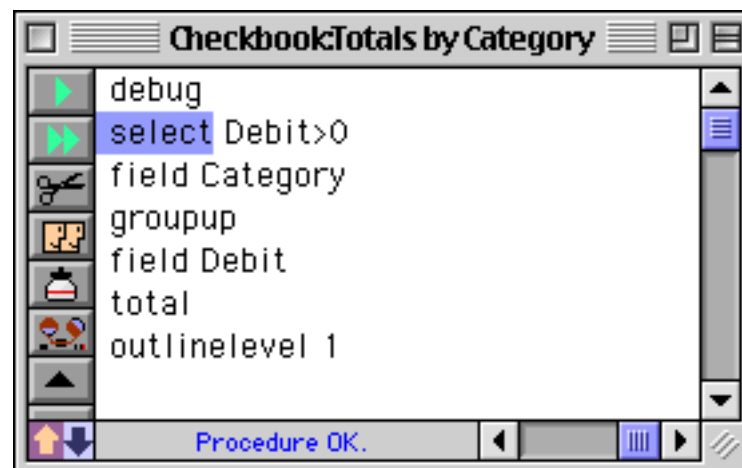 Checkbook:Totals by Category
debug
select Debit>0
field Category
groupup
field Debit
total
outlinelevel 1
Procedure OK.